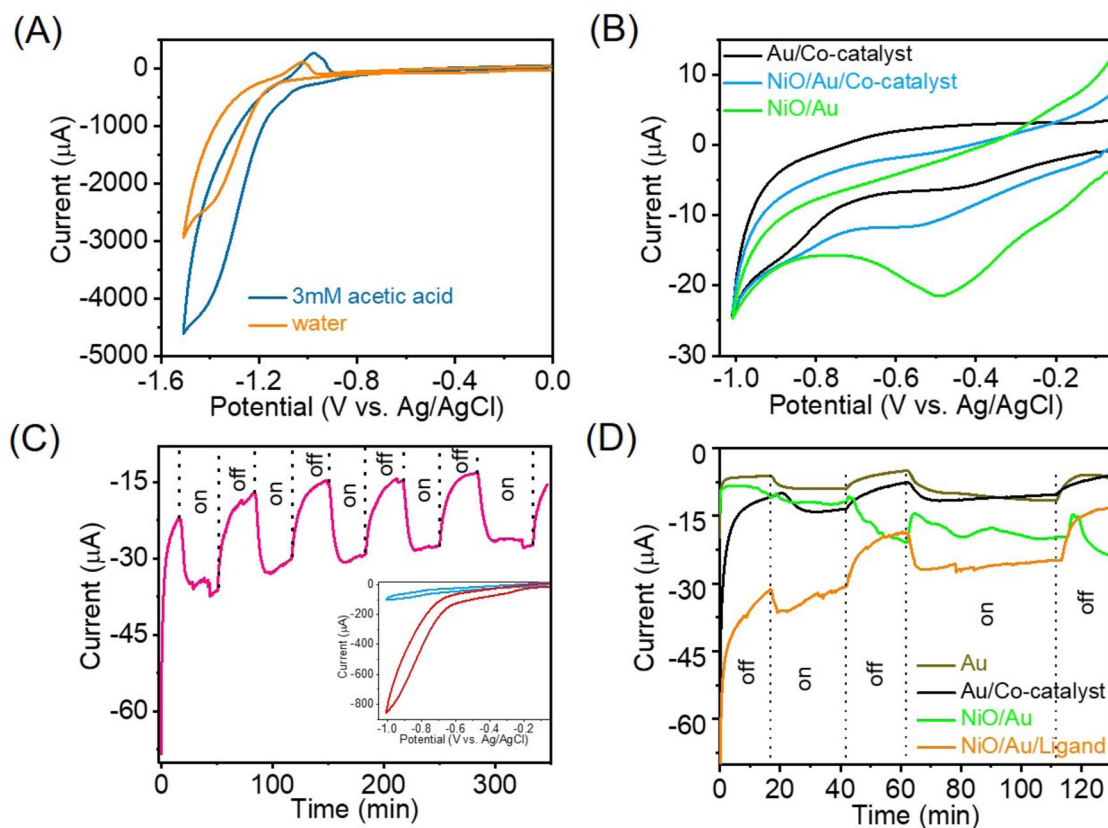 (A)
0
-1000
-2000
-3000
-4000
-5000
Current (μA)
3mM acetic acid
water
-1.6
-1.2
-0.8
-0.4
0.0
Potential (V vs. Ag/AgCl)
(B)
10
0
-10
-20
-30
Current (μA)
Au/Co-catalyst
NiO/Au/Co-catalyst
NiO/Au
-1.0
-0.8
-0.6
-0.4
-0.2
Potential (V vs. Ag/AgCl)
(C)
-15
-30
-45
-60
Current (μA)
on
off
on
off
on
off
on
off
on
0
-200
-400
-600
-800
Current (μA)
-1.0
-0.8
-0.6
-0.4
-0.2
Potential (V vs. Ag/AgCl)
0
100
200
300
Time (min)
(D)
0
-15
-30
-45
-60
Current (μA)
off
on
off
on
off
Au
Au/Co-catalyst
NiO/Au
NiO/Au/Ligand
0
20
40
60
80
100
120
Time (min)